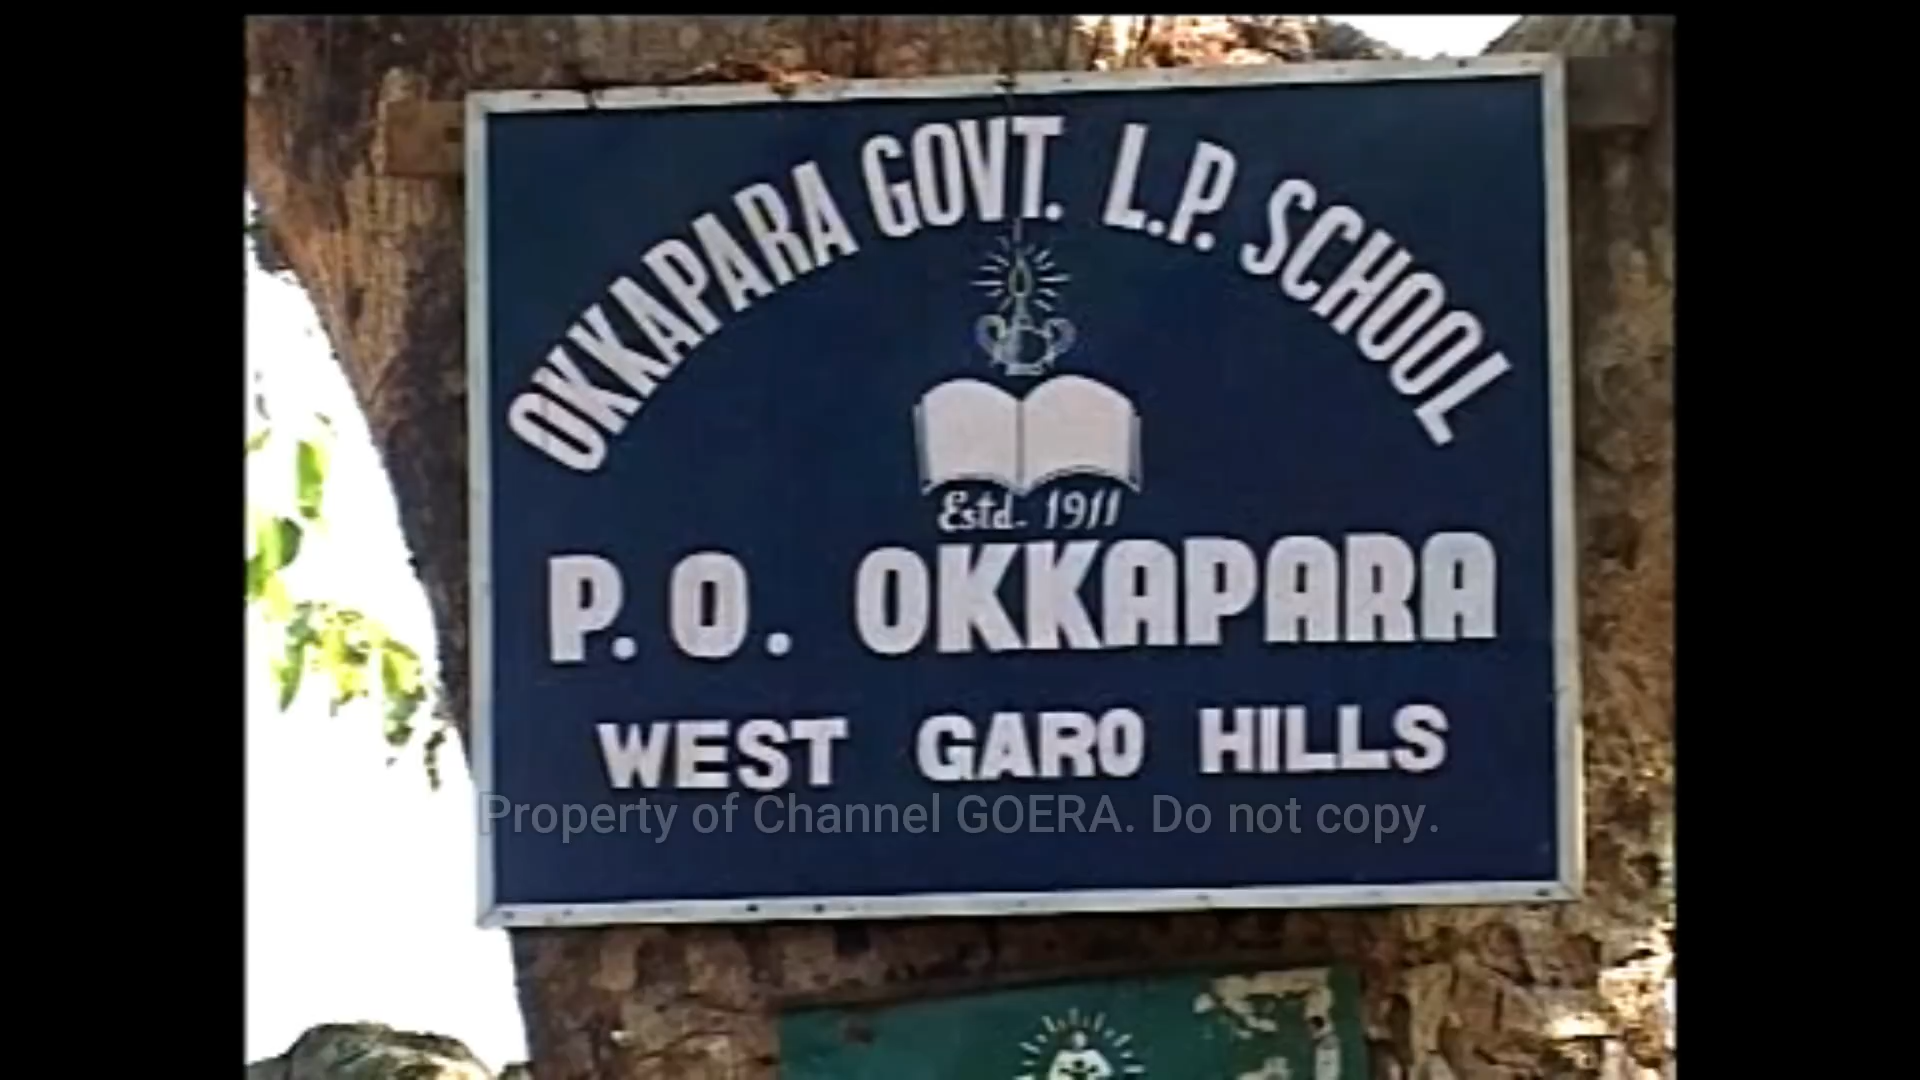 OKKAPARA GOVT. L.P. SCHOOL
Estd. 1911
P.O. OKKAPARA
WEST GARO HILLS
Property of Channel GOERA. Do not copy.